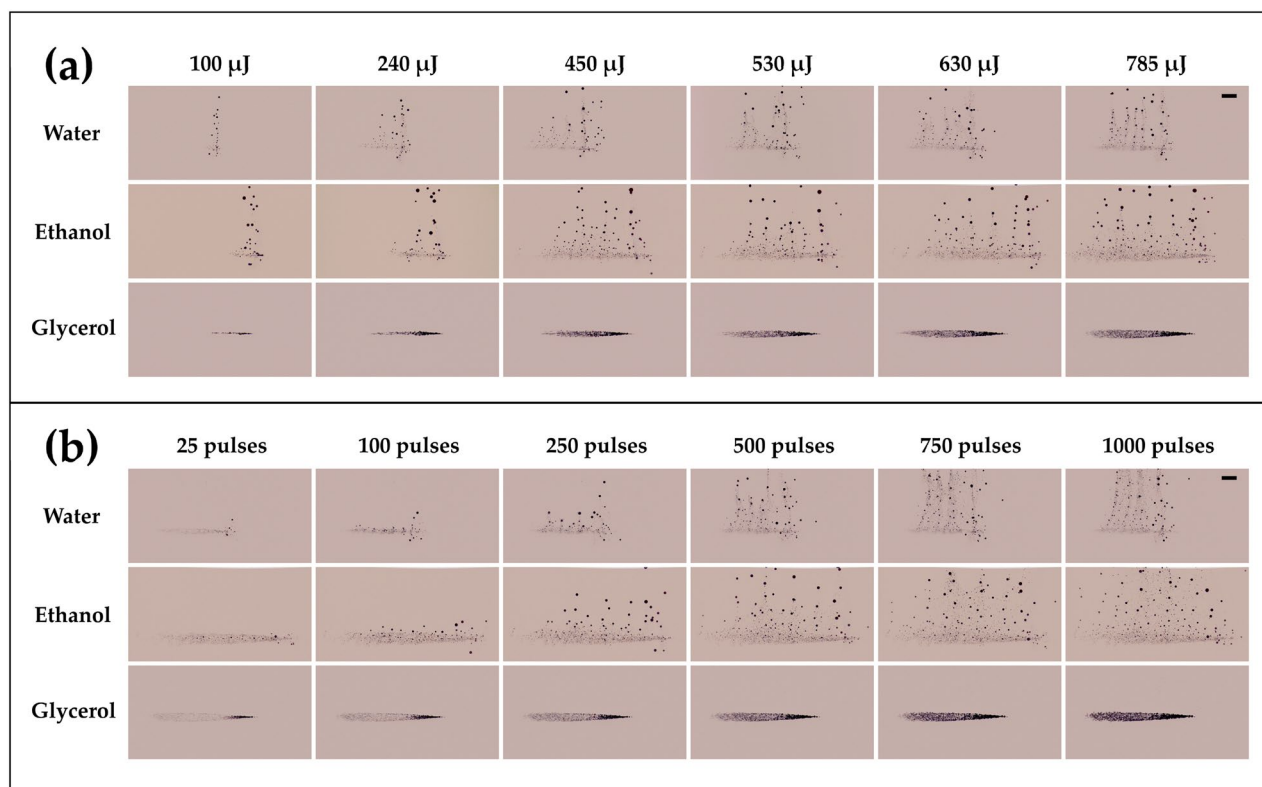 (a)
100 μJ 240 μJ 450 μJ 530 μJ 630 μJ 785 μJ
Water
Ethanol
Glycerol
(b)
25 pulses 100 pulses 250 pulses 500 pulses 750 pulses 1000 pulses
Water
Ethanol
Glycerol